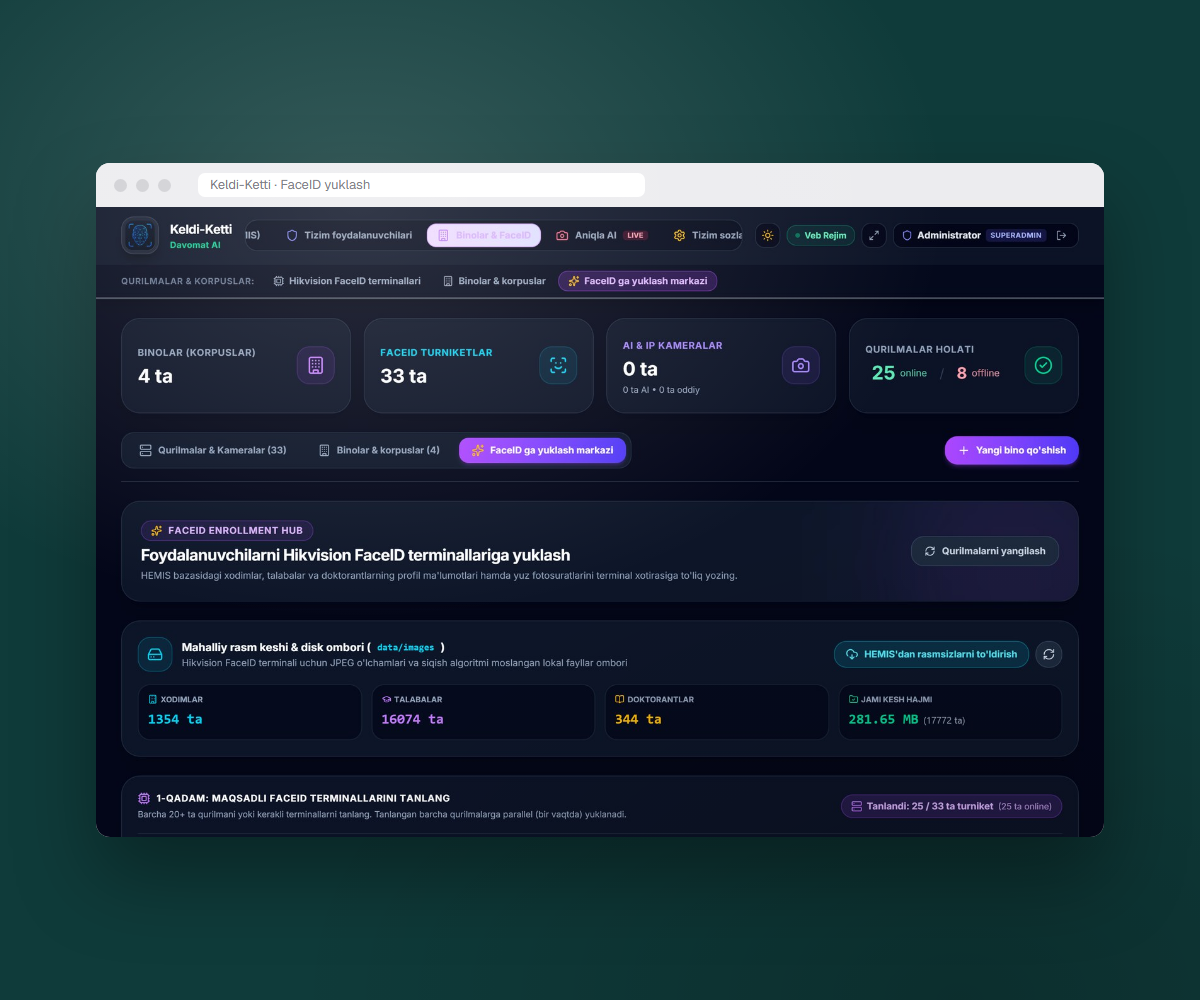 Keldi-Ketti · FaceID yuklash
Keldi-Ketti
Davomat AI
IIS)
Tizim foydalanuvchilari
Binolar & FaceID
Aniqla AI LIVE
Tizim sozla
Veb Rejim
Administrator SUPERADMIN
QURILMALAR & KORPUSLAR:
Hikvision FaceID terminallari
Binolar & korpuslar
FaceID ga yuklash markazi
BINOLAR (KORPUSLAR)
4 ta
FACEID TURNIKETLAR
33 ta
AI & IP KAMERALAR
0 ta
0 ta AI • 0 ta oddiy
QURILMALAR HOLATI
25 online / 8 offline
Qurilmalar & Kameralar (33)
Binolar & korpuslar (4)
FaceID ga yuklash markazi
+ Yangi bino qo'shish
FACEID ENROLLMENT HUB
Foydalanuvchilarni Hikvision FaceID terminallariga yuklash
HEMIS bazasidagi xodimlar, talabalar va doktorantlarning profil ma'lumotlari hamda yuz fotosuratlarini terminal xotirasiga to'liq yozing.
Qurilmalarni yangilash
Mahalliy rasm keshi & disk ombori ( data/images )
Hikvision FaceID terminali uchun JPEG o'lchamlari va siqish algoritmi moslangan lokal fayllar ombori
HEMIS'dan rasmsizlarni to'ldirish
XODIMLAR
1354 ta
TALABALAR
16074 ta
DOKTORANTLAR
344 ta
JAMI KESH HAJMI
281.65 MB (17772 ta)
1-QADAM: MAQSADLI FACEID TERMINALLARINI TANLANG
Barcha 20+ ta qurilmani yoki kerakli terminallarni tanlang. Tanlangan barcha qurilmalarga parallel (bir vaqtda) yuklanadi.
Tanlandi: 25 / 33 ta turniket (25 ta online)